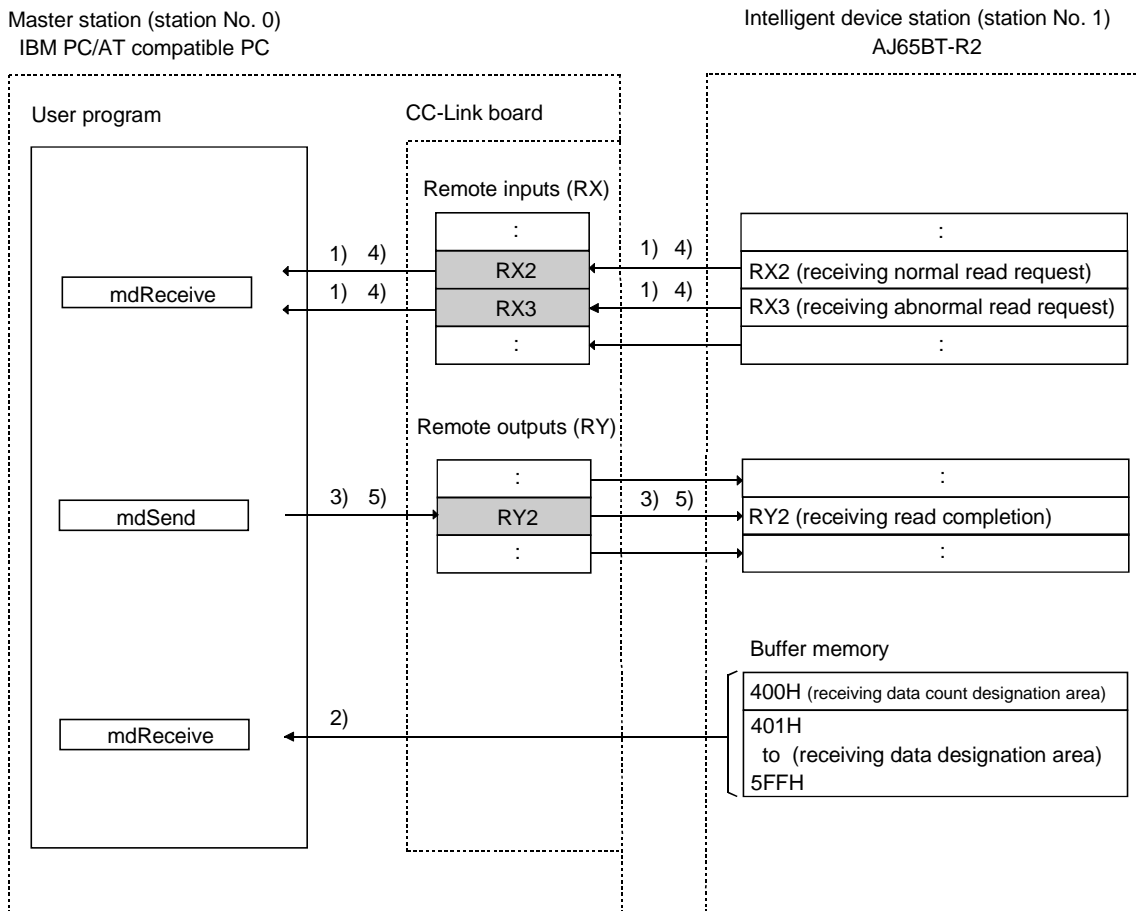 Master station (station No. 0)
IBM PC/AT compatible PC
Intelligent device station (station No. 1)
AJ65BT-R2
User program
CC-Link board
Remote inputs (RX)
:
:
1) 4)
RX2
1) 4)
RX2 (receiving normal read request)
mdReceive
1) 4)
RX3
1) 4)
RX3 (receiving abnormal read request)
:
:
Remote outputs (RY)
:
:
mdSend
3) 5)
RY2
3) 5)
RY2 (receiving read completion)
:
:
Buffer memory
400H (receiving data count designation area)
mdReceive
2)
401H
to (receiving data designation area)
5FFH